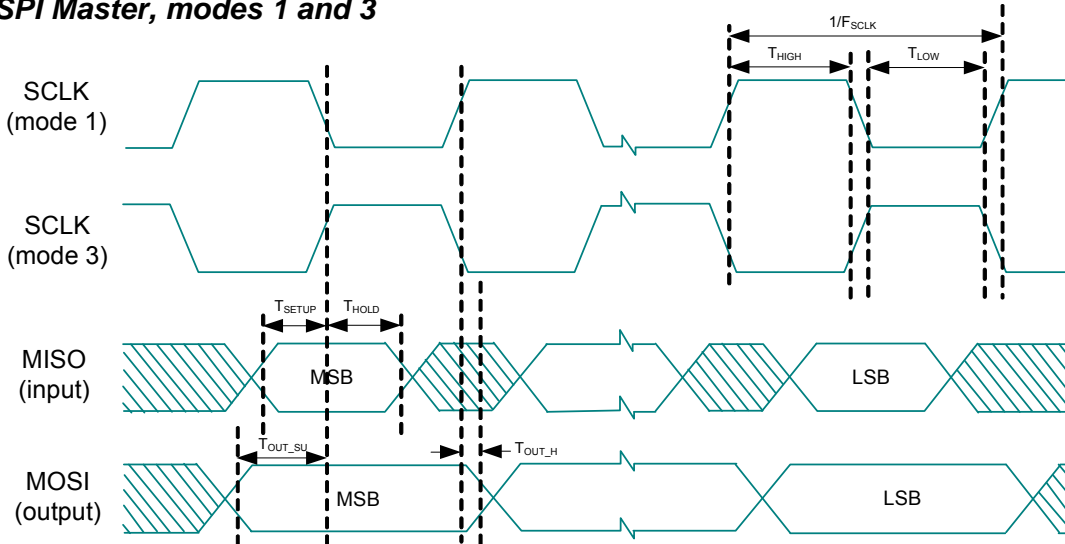 SPI Master, modes 1 and 3
1/FSCLK
THIGH
TLOW
SCLK
(mode 1)
SCLK
(mode 3)
TSETUP
THOLD
MISO
(input)
MSB
LSB
TOUT_SU
TOUT_H
MOSI
(output)
MSB
LSB